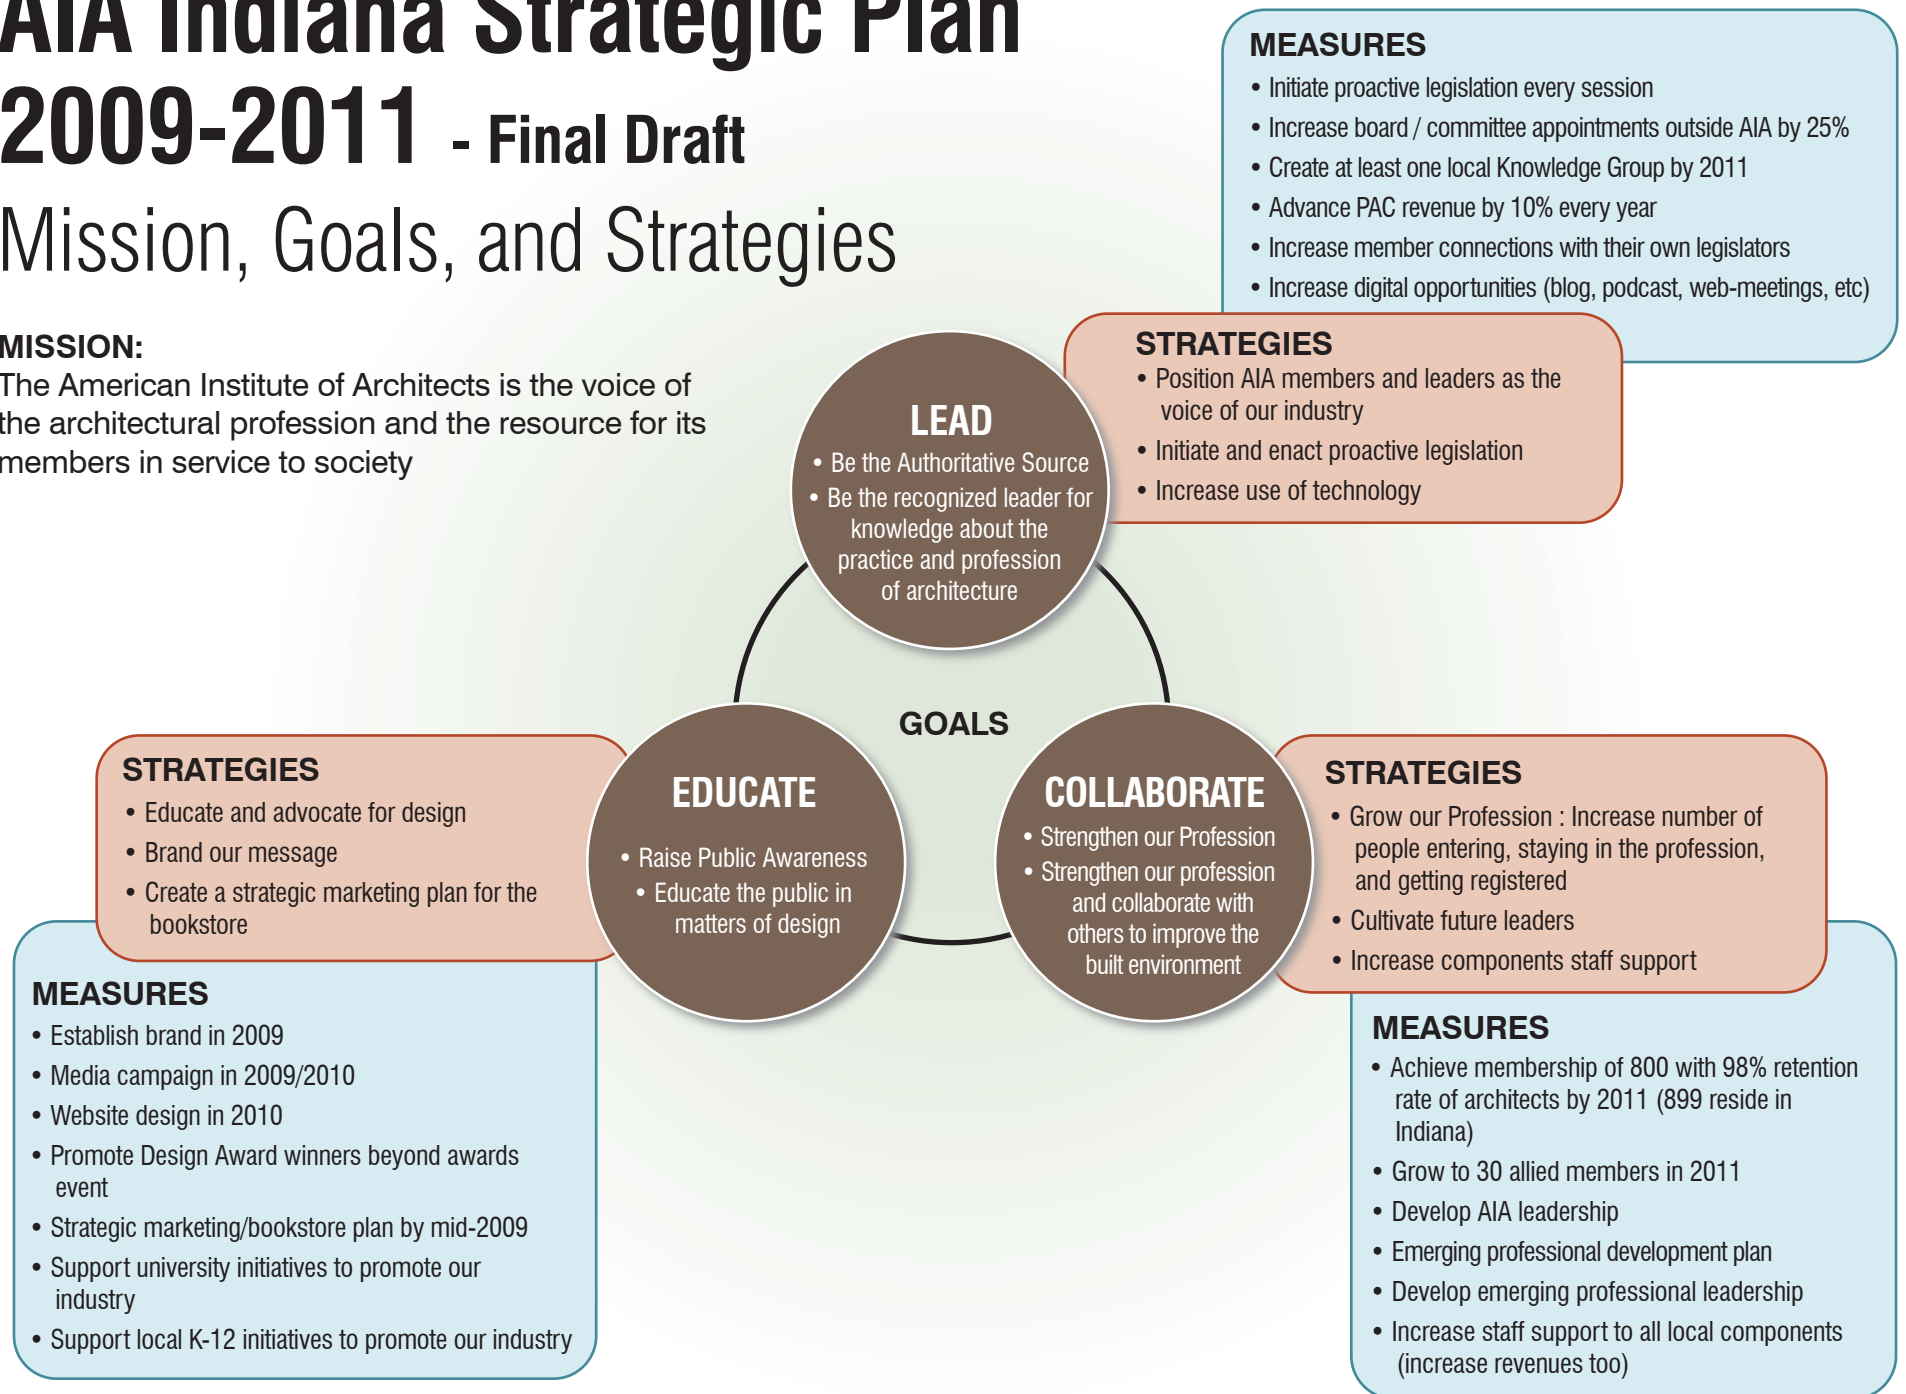 AIA Indiana Strategic Plan
2009-2011 - Final Draft
Mission, Goals, and Strategies
MISSION:
The American Institute of Architects is the voice of
the architectural profession and the resource for its
members in service to society
MEASURES
• Initiate proactive legislation every session
• Increase board / committee appointments outside AIA by 25%
• Create at least one local Knowledge Group by 2011
• Advance PAC revenue by 10% every year
• Increase member connections with their own legislators
• Increase digital opportunities (blog, podcast, web-meetings, etc)
STRATEGIES
• Position AIA members and leaders as the
voice of our industry
• Initiate and enact proactive legislation
• Increase use of technology
LEAD
• Be the Authoritative Source
• Be the recognized leader for
knowledge about the
practice and profession
of architecture
GOALS
EDUCATE
• Raise Public Awareness
• Educate the public in
matters of design
COLLABORATE
• Strengthen our Profession
• Strengthen our profession
and collaborate with
others to improve the
built environment
STRATEGIES
• Educate and advocate for design
• Brand our message
• Create a strategic marketing plan for the
bookstore
MEASURES
• Establish brand in 2009
• Media campaign in 2009/2010
• Website design in 2010
• Promote Design Award winners beyond awards
event
• Strategic marketing/bookstore plan by mid-2009
• Support university initiatives to promote our
industry
• Support local K-12 initiatives to promote our industry
STRATEGIES
• Grow our Profession : Increase number of
people entering, staying in the profession,
and getting registered
• Cultivate future leaders
• Increase components staff support
MEASURES
• Achieve membership of 800 with 98% retention
rate of architects by 2011 (899 reside in
Indiana)
• Grow to 30 allied members in 2011
• Develop AIA leadership
• Emerging professional development plan
• Develop emerging professional leadership
• Increase staff support to all local components
(increase revenues too)